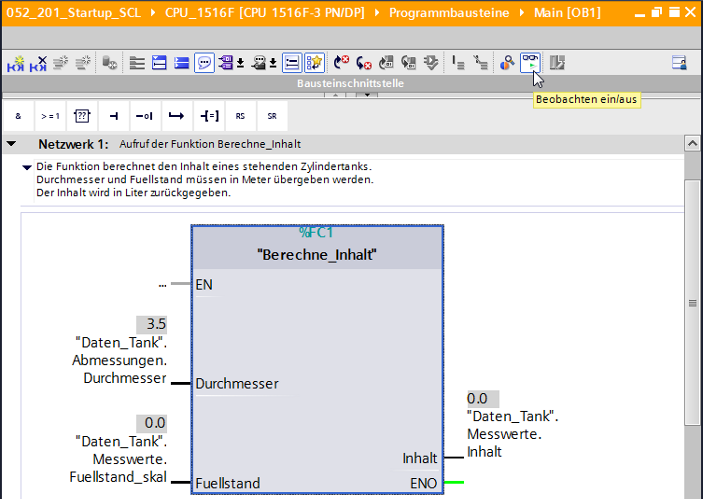 052_201_Startup_SCL CPU_1516F [CPU 1516F-3 PN/DP] Programmbausteine Main [OB1]
Bausteinschnittstelle
Beobachten ein/aus
& >=1 ?? -| -o| -[=] RS SR
Netzwerk 1: Aufruf der Funktion Berechne_Inhalt
Die Funktion berechnet den Inhalt eines stehenden Zylindertanks.
Durchmesser und Fuellstand müssen in Meter übergeben werden.
Der Inhalt wird in Liter zurückgegeben.
%FC1
"Berechne_Inhalt"
... EN
3.5
"Daten_Tank".
Abmessungen.
Durchmesser Durchmesser
0.0
"Daten_Tank".
Messwerte.
Fuellstand_skal Fuellstand
0.0
"Daten_Tank".
Messwerte.
Inhalt Inhalt
ENO